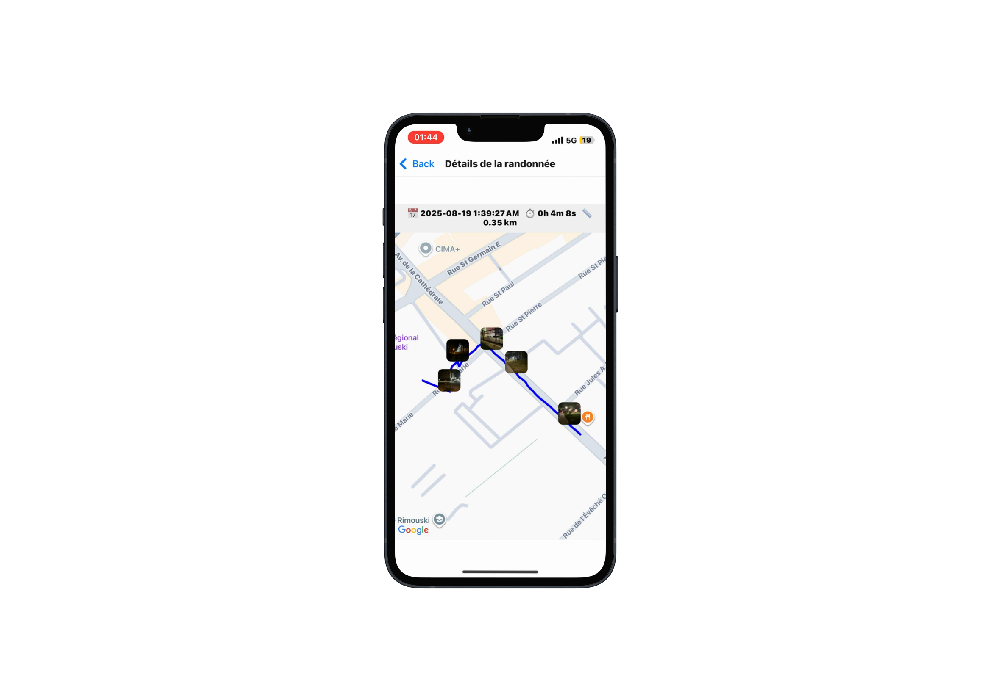 01:44
5G 19
Back
Détails de la randonnée
17 2025-08-19 1:39:27 AM 0h 4m 8s
0.35 km
CIMA+
Rue St Germain E
Av. de la Cathédrale
Rue St Paul
Rue St Pie
Rue St Pierre
égional
uski
arie
Ru
Rue Jules A
e Marie
Rimouski
Google
Rue de l'Évêché O